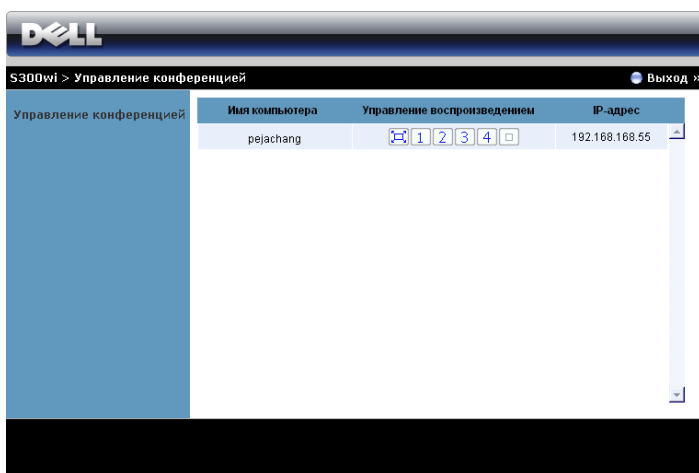 DELL
S300wi > Управление конференцией
Выход »
Управление конференцией
Имя компьютера Управление воспроизведением IP-адрес
pejachang 1 2 3 4 192.168.168.55